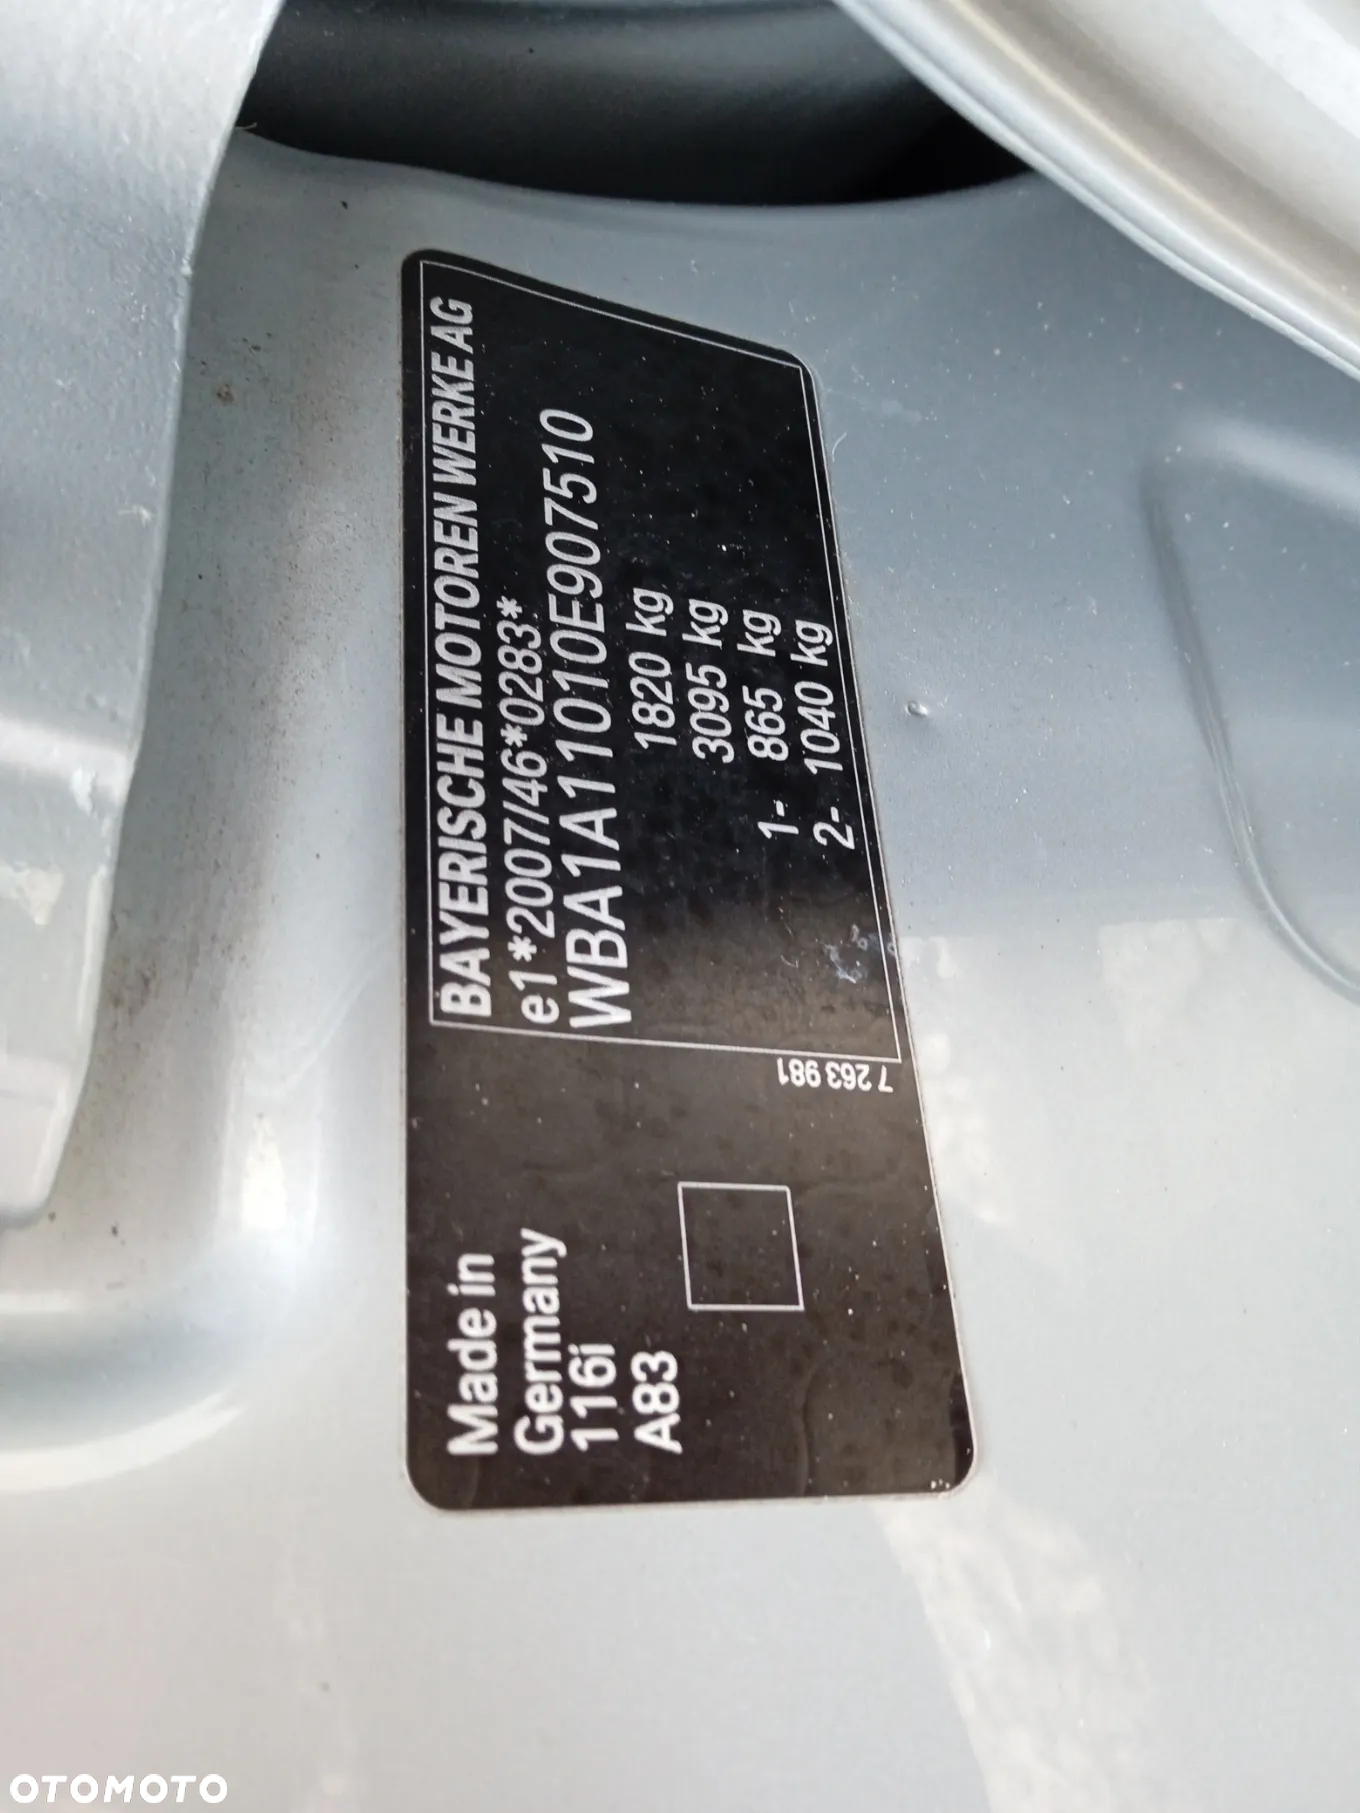 BAYERISCHE MOTOREN WERKE AG
e1*2007/46*0283*
WBA1A11010E907510
1820 kg
3095 kg
1- 865 kg
2- 1040 kg
7 263 981
Made in
Germany
116i
A83
OTOMOTO